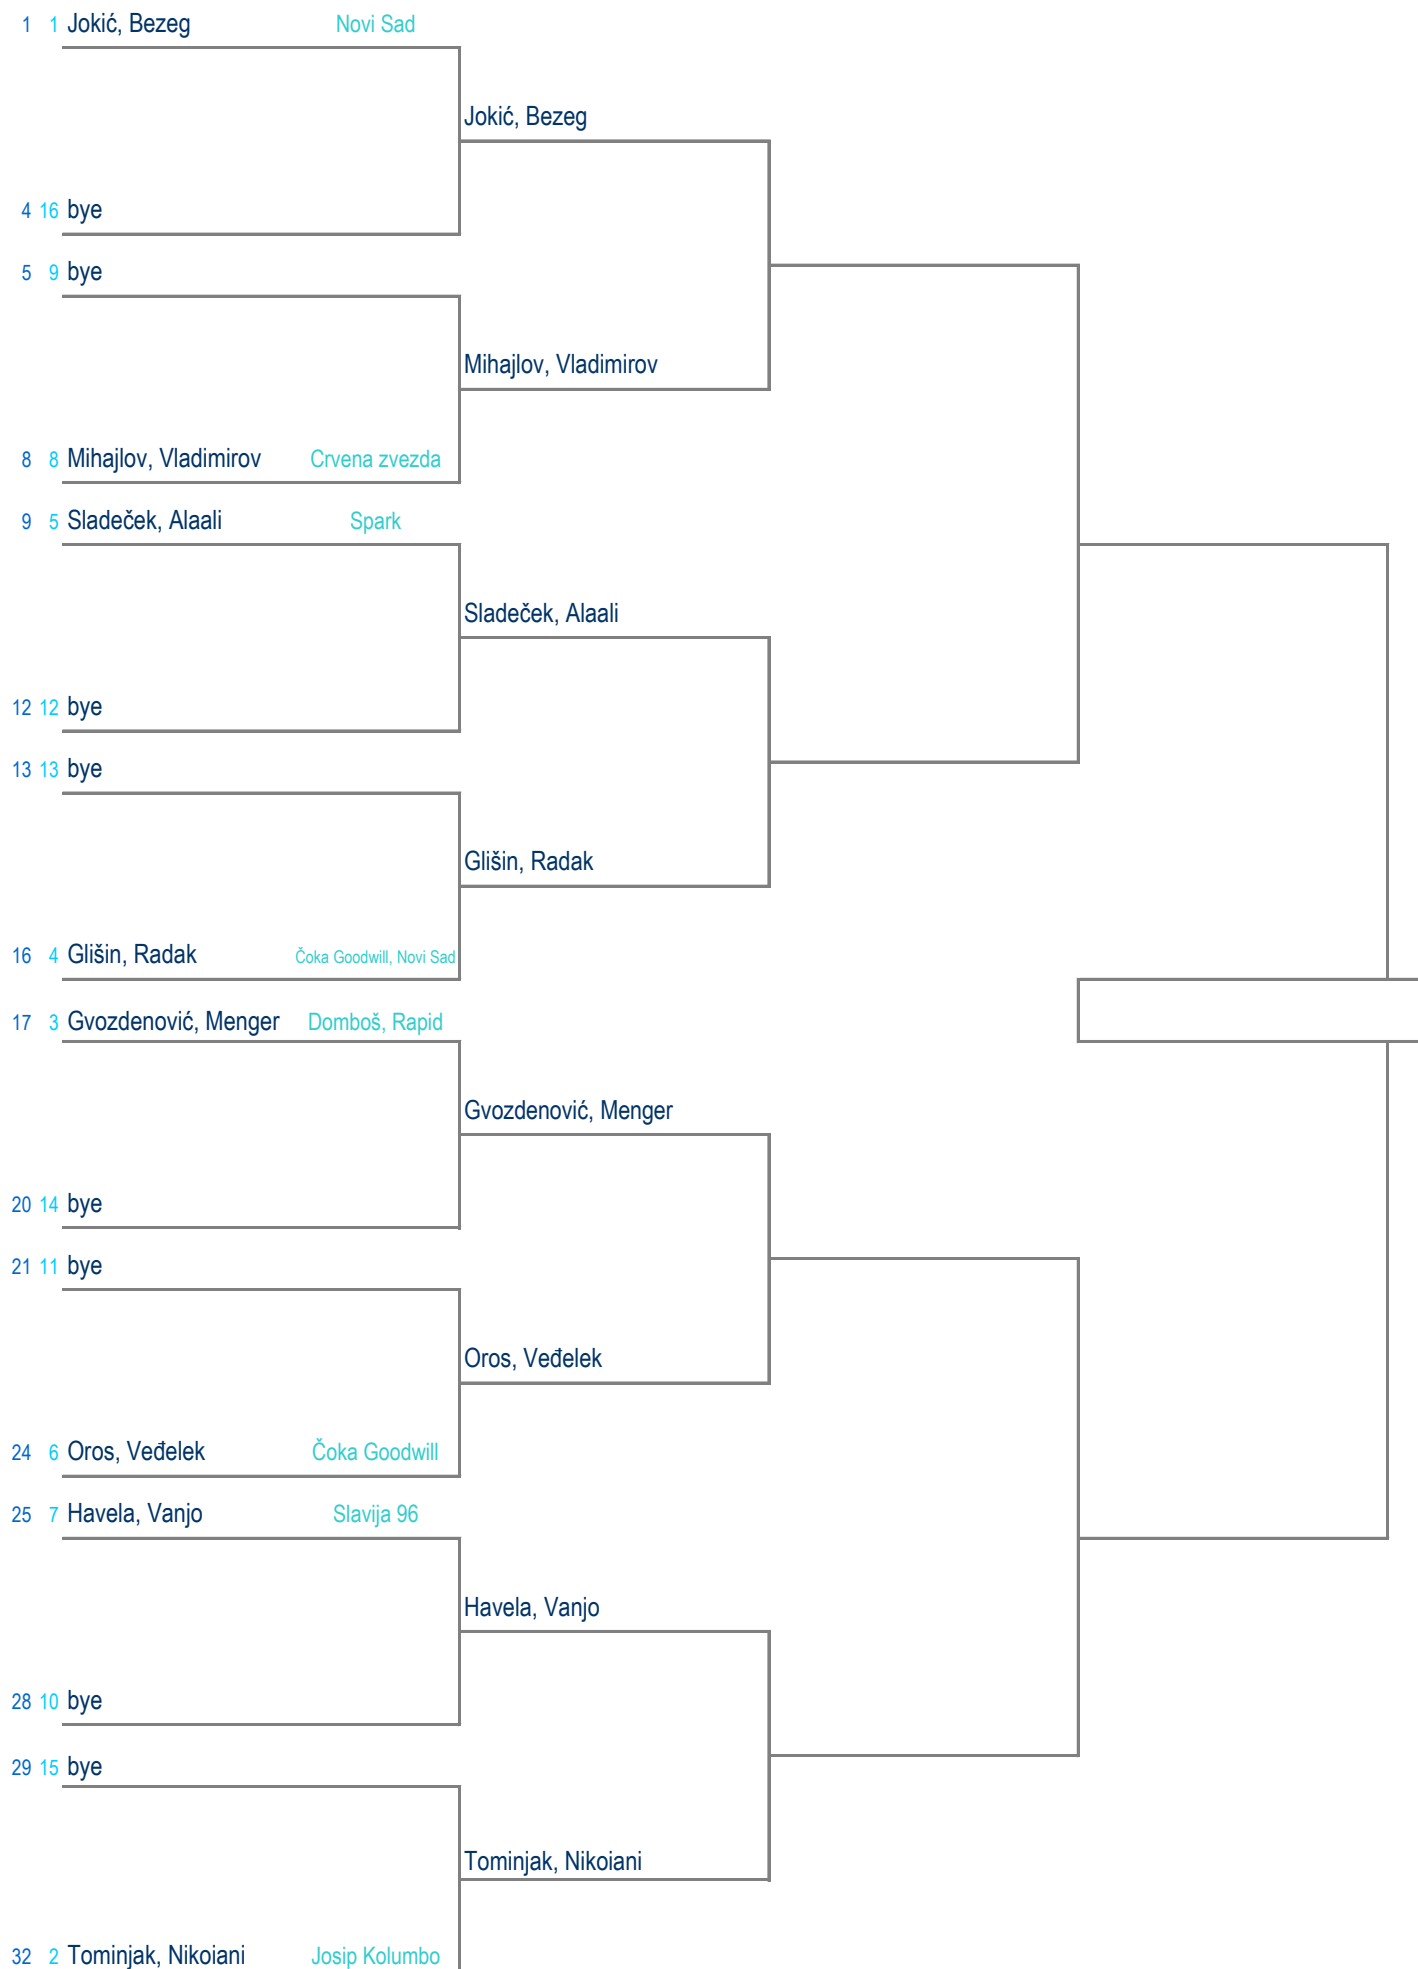 1 1 Jokić, Bezeg Novi Sad
Jokić, Bezeg
4 16 bye
5 9 bye
Mihajlov, Vladimirov
8 8 Mihajlov, Vladimirov Crvena zvezda
9 5 Sladeček, Alaali Spark
Sladeček, Alaali
12 12 bye
13 13 bye
Glišin, Radak
16 4 Glišin, Radak Čoka Goodwill, Novi Sad
17 3 Gvozdenović, Menger Domboš, Rapid
Gvozdenović, Menger
20 14 bye
21 11 bye
Oros, Veđelek
24 6 Oros, Veđelek Čoka Goodwill
25 7 Havela, Vanjo Slavija 96
Havela, Vanjo
28 10 bye
29 15 bye
Tominjak, Nikoiani
32 2 Tominjak, Nikoiani Josip Kolumbo